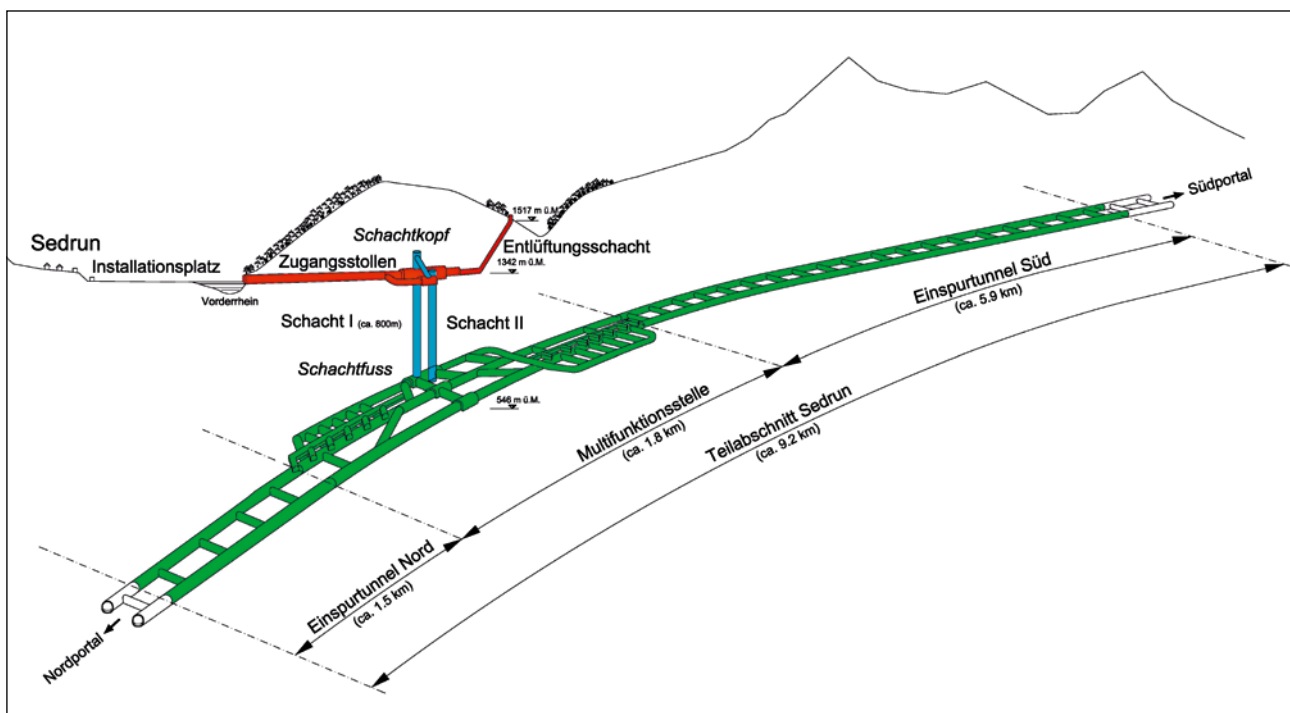 Südportal
1517 m ü.M.
Schachtkopf
Entlüftungsschacht
Sedrun
Installationsplatz
Zugangsstollen
1342 m ü.M.
Vorderrhein
Schacht I (ca. 800m)
Schacht II
Schachtfuss
546 m ü.M.
Einspurtunnel Süd
(ca. 5.9 km)
Multifunktionsstelle
(ca. 1.8 km)
Teilabschnitt Sedrun
(ca. 9.2 km)
Einspurtunnel Nord
(ca. 1.5 km)
Nordportal